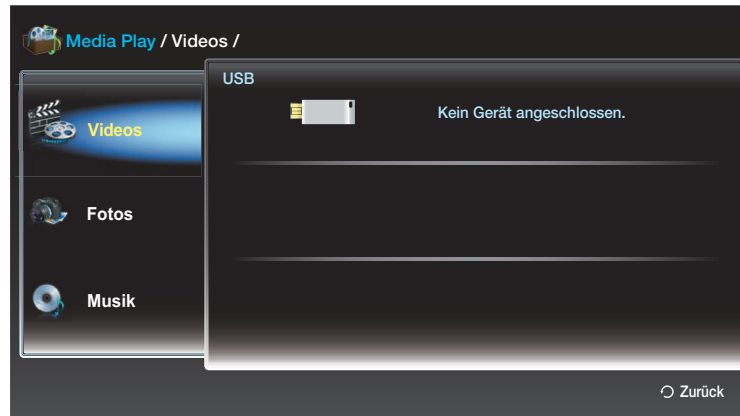 Media Play / Videos /
USB
Videos
Kein Gerät angeschlossen.
Fotos
Musik
Zurück